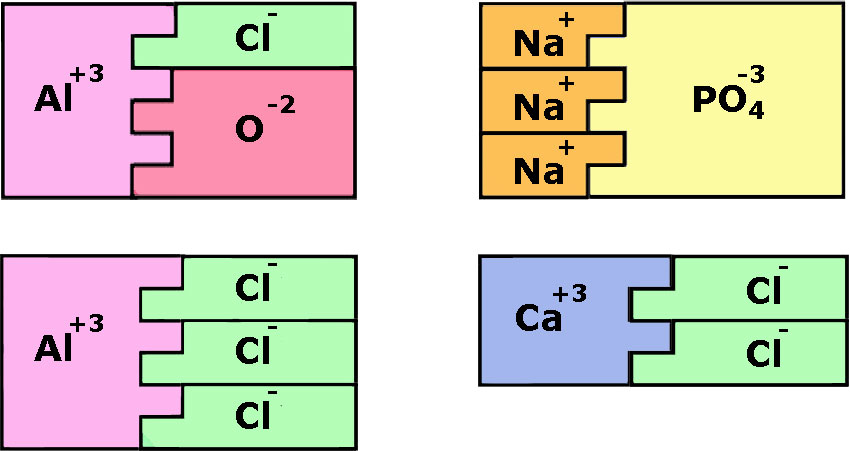 Al+3 Cl-
O-2
Na+
Na+
Na+
PO4-3
Al+3 Cl-
Cl-
Cl-
Ca+3 Cl-
Cl-